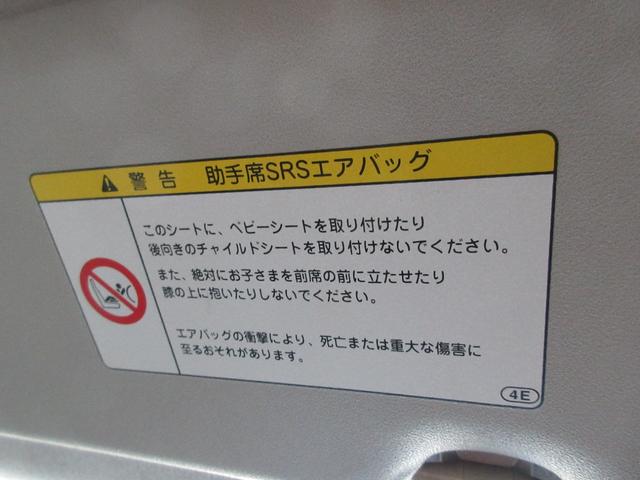 警告 助手席SRSエアバッグ
このシートに、ベビーシートを取り付けたり
後向きのチャイルドシートを取り付けないでください。
また、絶対にお子さまを前席の前に立たせたり
膝の上に抱いたりしないでください。
エアバッグの衝撃により、死亡または重大な傷害に
至るおそれがあります。
4E